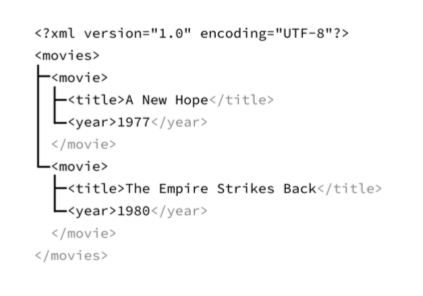 <?xml version="1.0" encoding="UTF-8"?>
<movies>
<movie>
<title>A New Hope</title>
<year>1977</year>
</movie>
<movie>
<title>The Empire Strikes Back</title>
<year>1980</year>
</movie>
</movies>